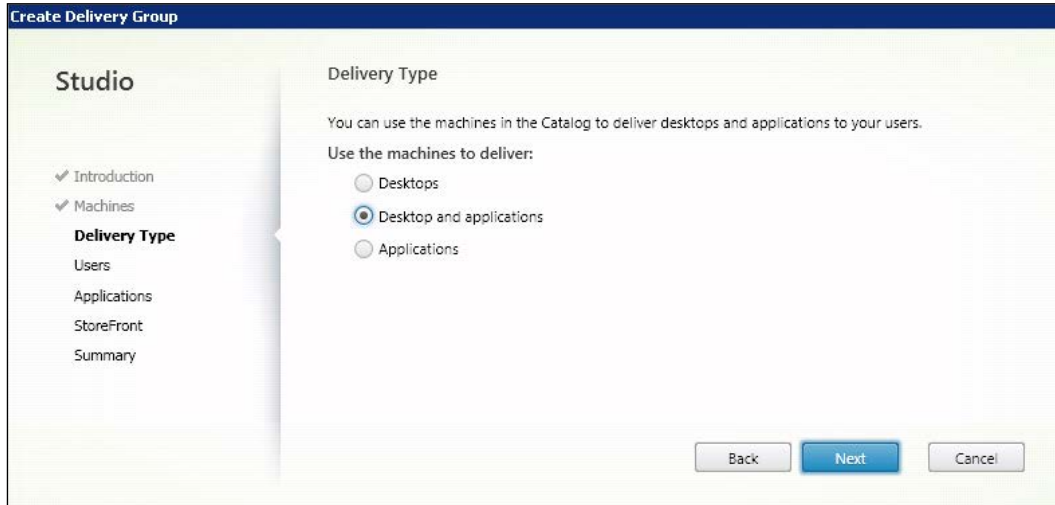 Create Delivery Group
Studio
Introduction
Machines
Delivery Type
Users
Applications
StoreFront
Summary
Delivery Type
You can use the machines in the Catalog to deliver desktops and applications to your users.
Use the machines to deliver:
Desktops
Desktop and applications
Applications
Back
Next
Cancel